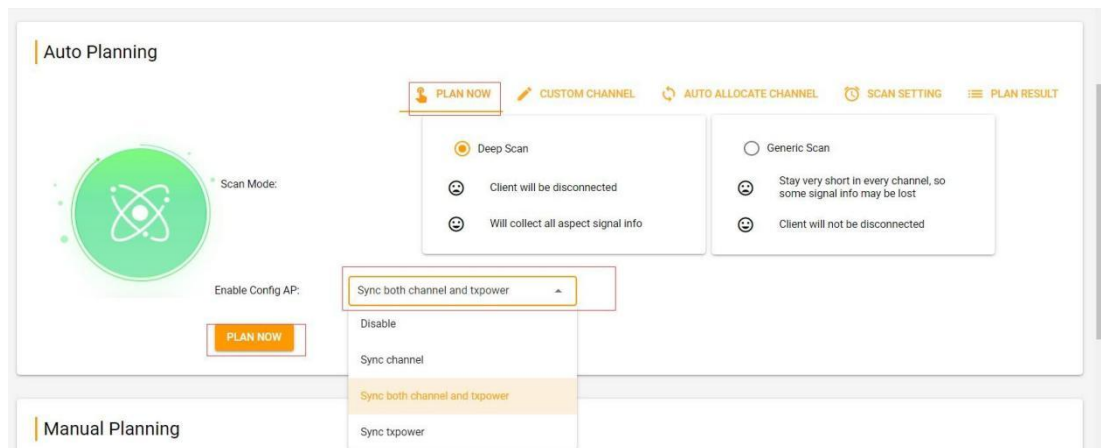 Auto Planning
PLAN NOW
CUSTOM CHANNEL
AUTO ALLOCATE CHANNEL
SCAN SETTING
PLAN RESULT
Scan Mode:
Deep Scan
Client will be disconnected
Will collect all aspect signal info
Generic Scan
Stay very short in every channel, so
some signal info may be lost
Client will not be disconnected
Enable Config AP:
Sync both channel and txpower
Disable
Sync channel
Sync both channel and txpower
Sync txpower
PLAN NOW
Manual Planning